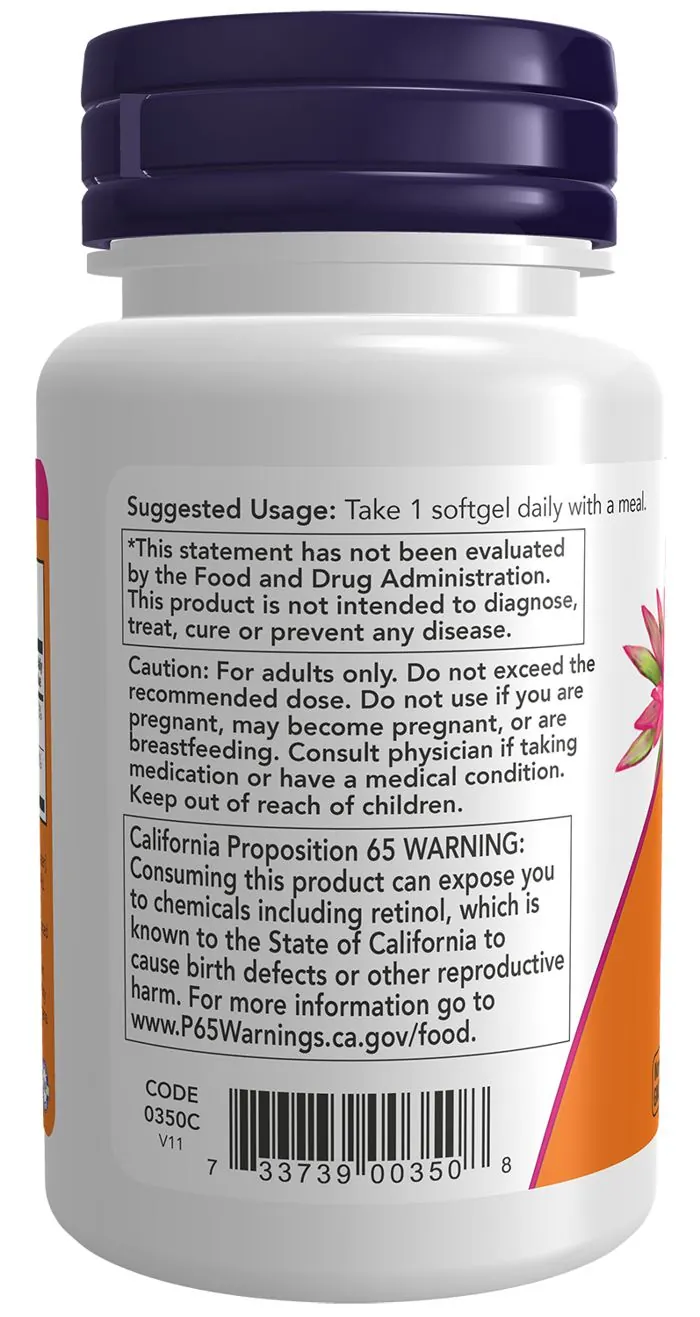 Suggested Usage: Take 1 softgel daily with a meal.
*This statement has not been evaluated
by the Food and Drug Administration.
This product is not intended to diagnose,
treat, cure or prevent any disease.
Caution: For adults only. Do not exceed the
recommended dose. Do not use if you are
pregnant, may become pregnant, or are
breastfeeding. Consult physician if taking
medication or have a medical condition.
Keep out of reach of children.
California Proposition 65 WARNING:
Consuming this product can expose you
to chemicals including retinol, which is
known to the State of California to
cause birth defects or other reproductive
harm. For more information go to
www.P65Warnings.ca.gov/food.
CODE
0350C
V11
7 33739 00350 8